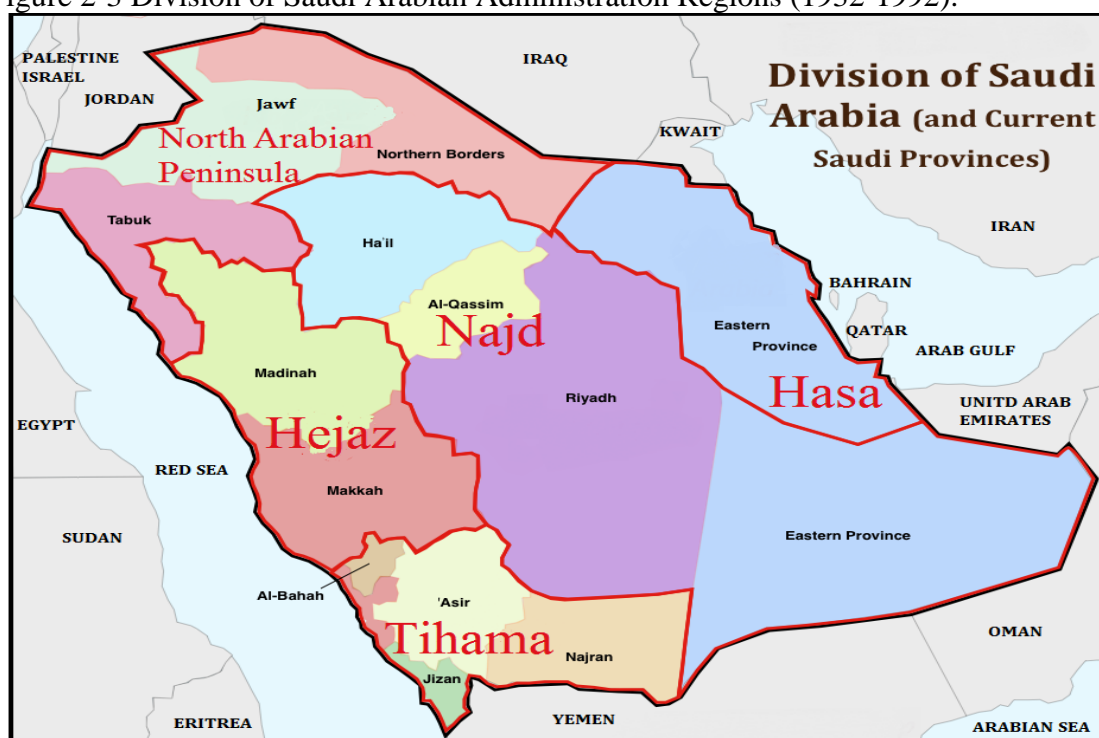 igure 2-3 Division of Saudi Arabian Administration Regions (1932-1992).
Division of Saudi
Arabia (and Current
Saudi Provinces)
PALESTINE
ISRAEL
JORDAN
IRAQ
KWAIT
IRAN
Jawf
North Arabian
Peninsula
Northern Borders
Tabuk
Ha'il
Al-Qassim
Najd
BAHRAIN
QATAR
ARAB GULF
Eastern
Province
Hasa
UNITD ARAB
EMIRATES
Madinah
Riyadh
Hejaz
EGYPT
RED SEA
Makkah
SUDAN
Eastern Province
Al-Bahah
'Asir
Tihama
Najran
Jizan
OMAN
ERITREA
YEMEN
ARABIAN SEA